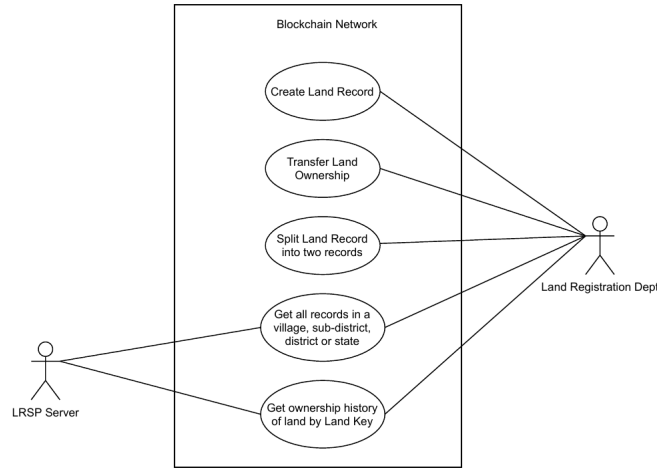 Blockchain Network
Create Land Record
Transfer Land
Ownership
Split Land Record
into two records
Land Registration Dept
Get all records in a
village, sub-district,
district or state
LRSP Server
Get ownership history
of land by Land Key